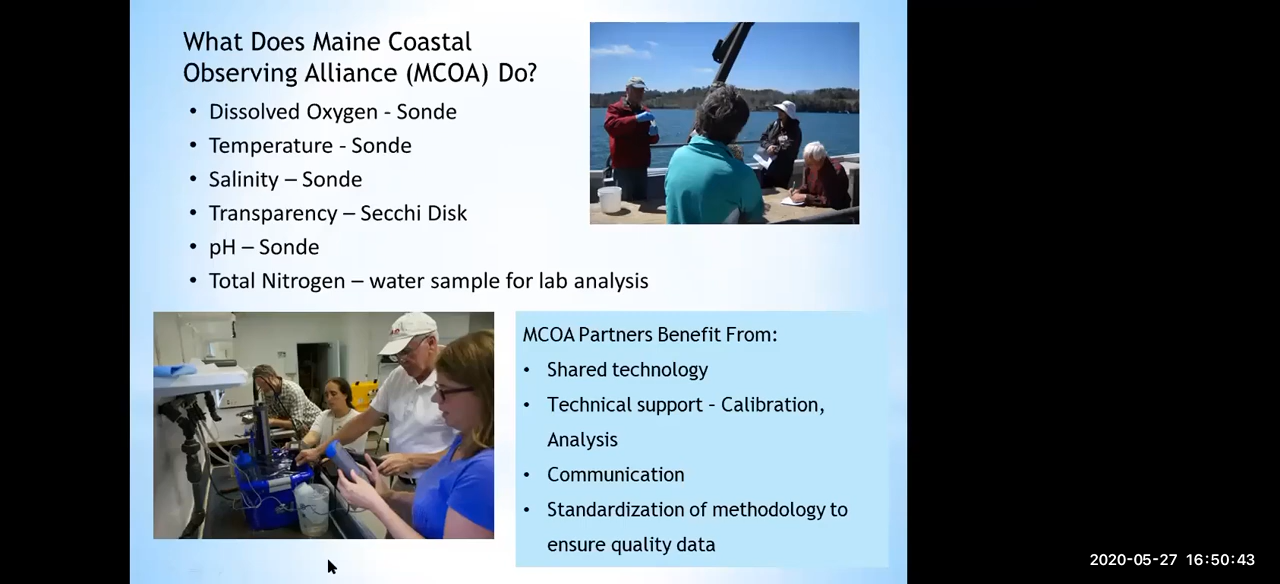 What Does Maine Coastal
Observing Alliance (MCOA) Do?
• Dissolved Oxygen - Sonde
• Temperature - Sonde
• Salinity – Sonde
• Transparency – Secchi Disk
• pH – Sonde
• Total Nitrogen – water sample for lab analysis
MCOA Partners Benefit From:
• Shared technology
• Technical support – Calibration,
Analysis
• Communication
• Standardization of methodology to
ensure quality data
2020-05-27 16:50:43